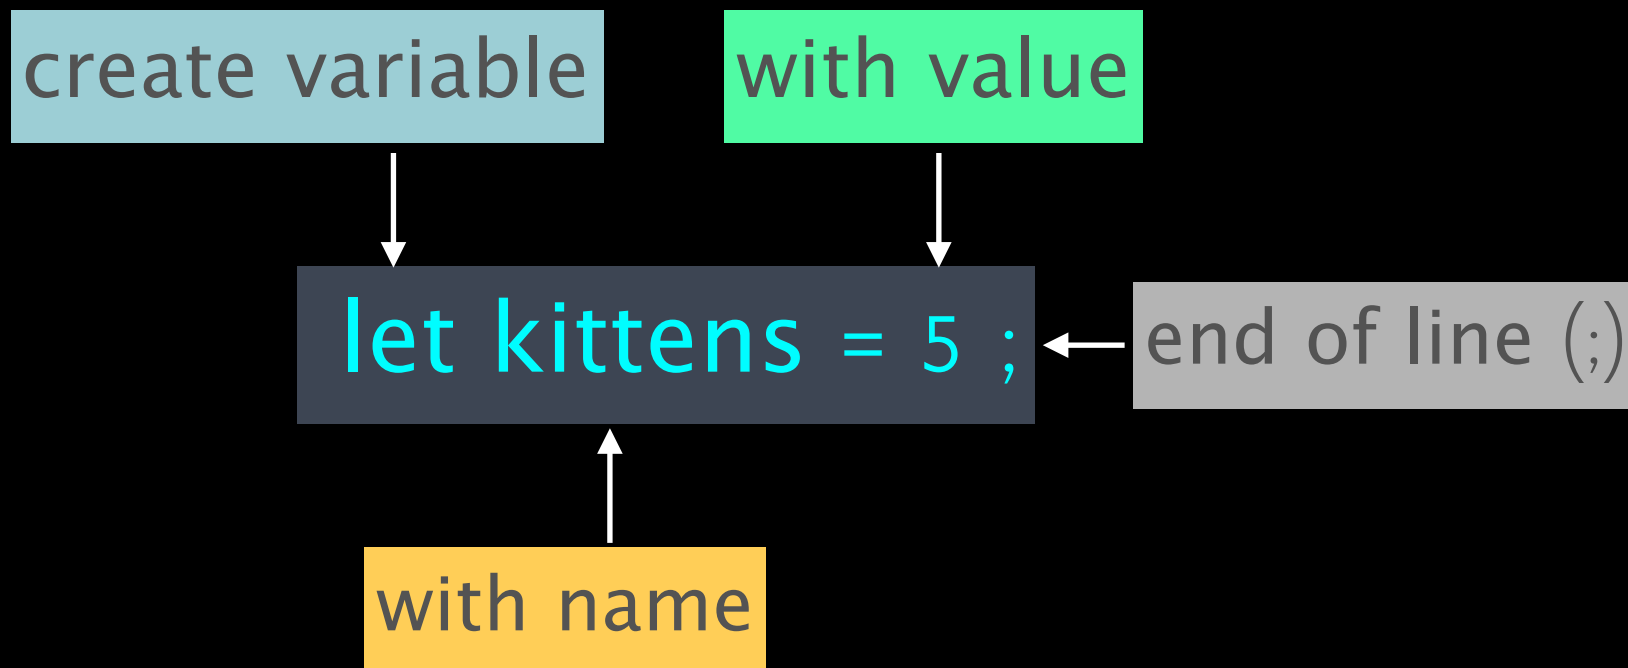 create variable
with value
let kittens = 5 ;
end of line (;)
with name